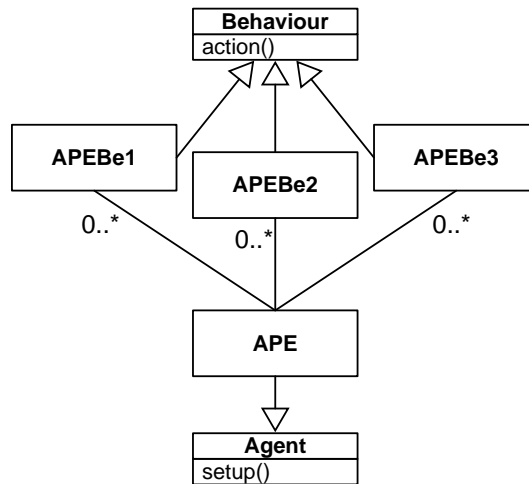 Behaviour
action()
APEBe1
APEBe2
APEBe3
0..*
0..*
0..*
APE
Agent
setup()